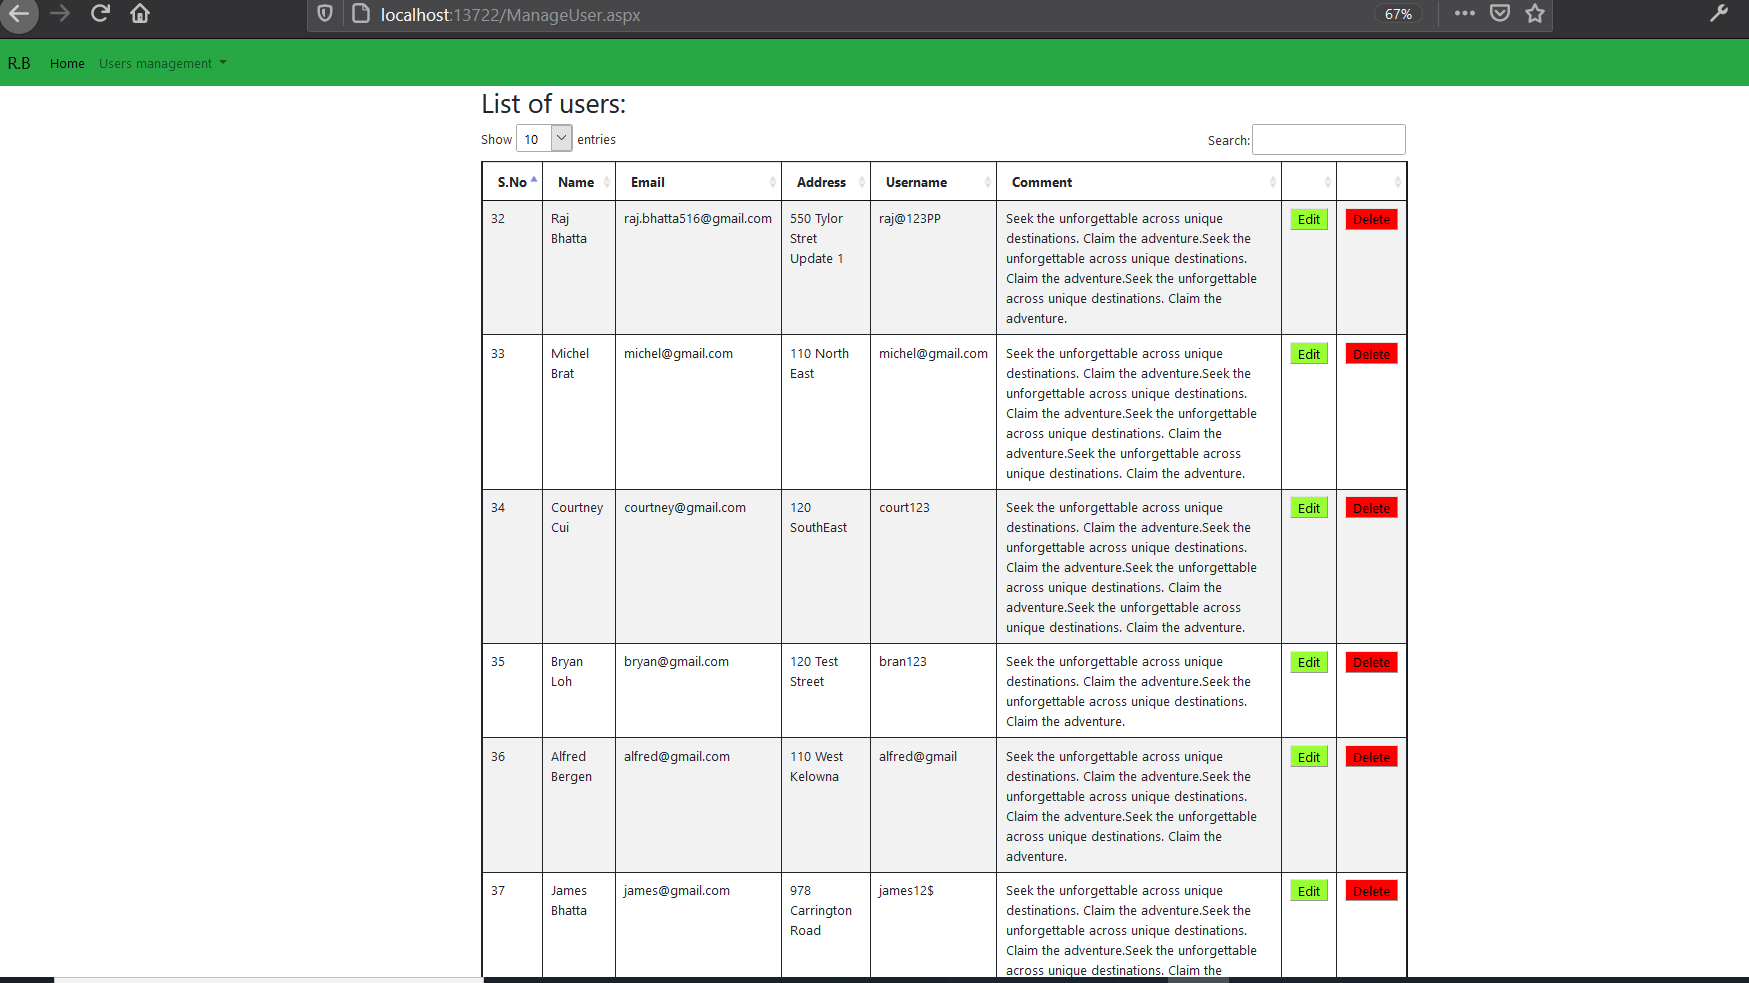 localhost:13722/ManageUser.aspx
67%
R.B Home Users management
List of users:
Show 10 entries
Search:
S.No Name Email Address Username Comment
32
Raj
Bhatta
raj.bhatta516@gmail.com
550 Tylor
Stret
Update 1
raj@123PP
Seek the unforgettable across unique
destinations. Claim the adventure.Seek the
unforgettable across unique destinations.
Claim the adventure.Seek the unforgettable
across unique destinations. Claim the
adventure.
Edit
Delete
33
Michel
Brat
michel@gmail.com
110 North
East
michel@gmail.com
Seek the unforgettable across unique
destinations. Claim the adventure.Seek the
unforgettable across unique destinations.
Claim the adventure.Seek the unforgettable
across unique destinations. Claim the
adventure.Seek the unforgettable across
unique destinations. Claim the adventure.
Edit
Delete
34
Courtney
Cui
courtney@gmail.com
120
SouthEast
court123
Seek the unforgettable across unique
destinations. Claim the adventure.Seek the
unforgettable across unique destinations.
Claim the adventure.Seek the unforgettable
across unique destinations. Claim the
adventure.Seek the unforgettable across
unique destinations. Claim the adventure.
Edit
Delete
35
Bryan
Loh
bryan@gmail.com
120 Test
Street
bran123
Seek the unforgettable across unique
destinations. Claim the adventure.Seek the
unforgettable across unique destinations.
Claim the adventure.
Edit
Delete
36
Alfred
Bergen
alfred@gmail.com
110 West
Kelowna
alfred@gmail
Seek the unforgettable across unique
destinations. Claim the adventure.Seek the
unforgettable across unique destinations.
Claim the adventure.Seek the unforgettable
across unique destinations. Claim the
adventure.
Edit
Delete
37
James
Bhatta
james@gmail.com
978
Carrington
Road
james12$
Seek the unforgettable across unique
destinations. Claim the adventure.Seek the
unforgettable across unique destinations.
Claim the adventure.Seek the unforgettable
across unique destinations. Claim the
Edit
Delete